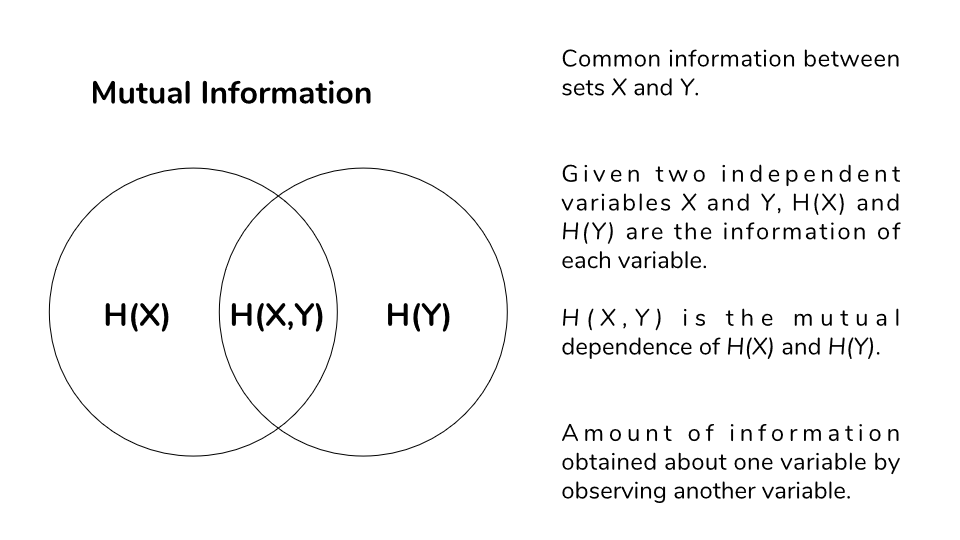 Mutual Information
H(X)
H(X,Y)
H(Y)
Common information between
sets X and Y.
Given two independent
variables X and Y, H(X) and
H(Y) are the information of
each variable.
H(X,Y) is the mutual
dependence of H(X) and H(Y).
Amount of information
obtained about one variable by
observing another variable.